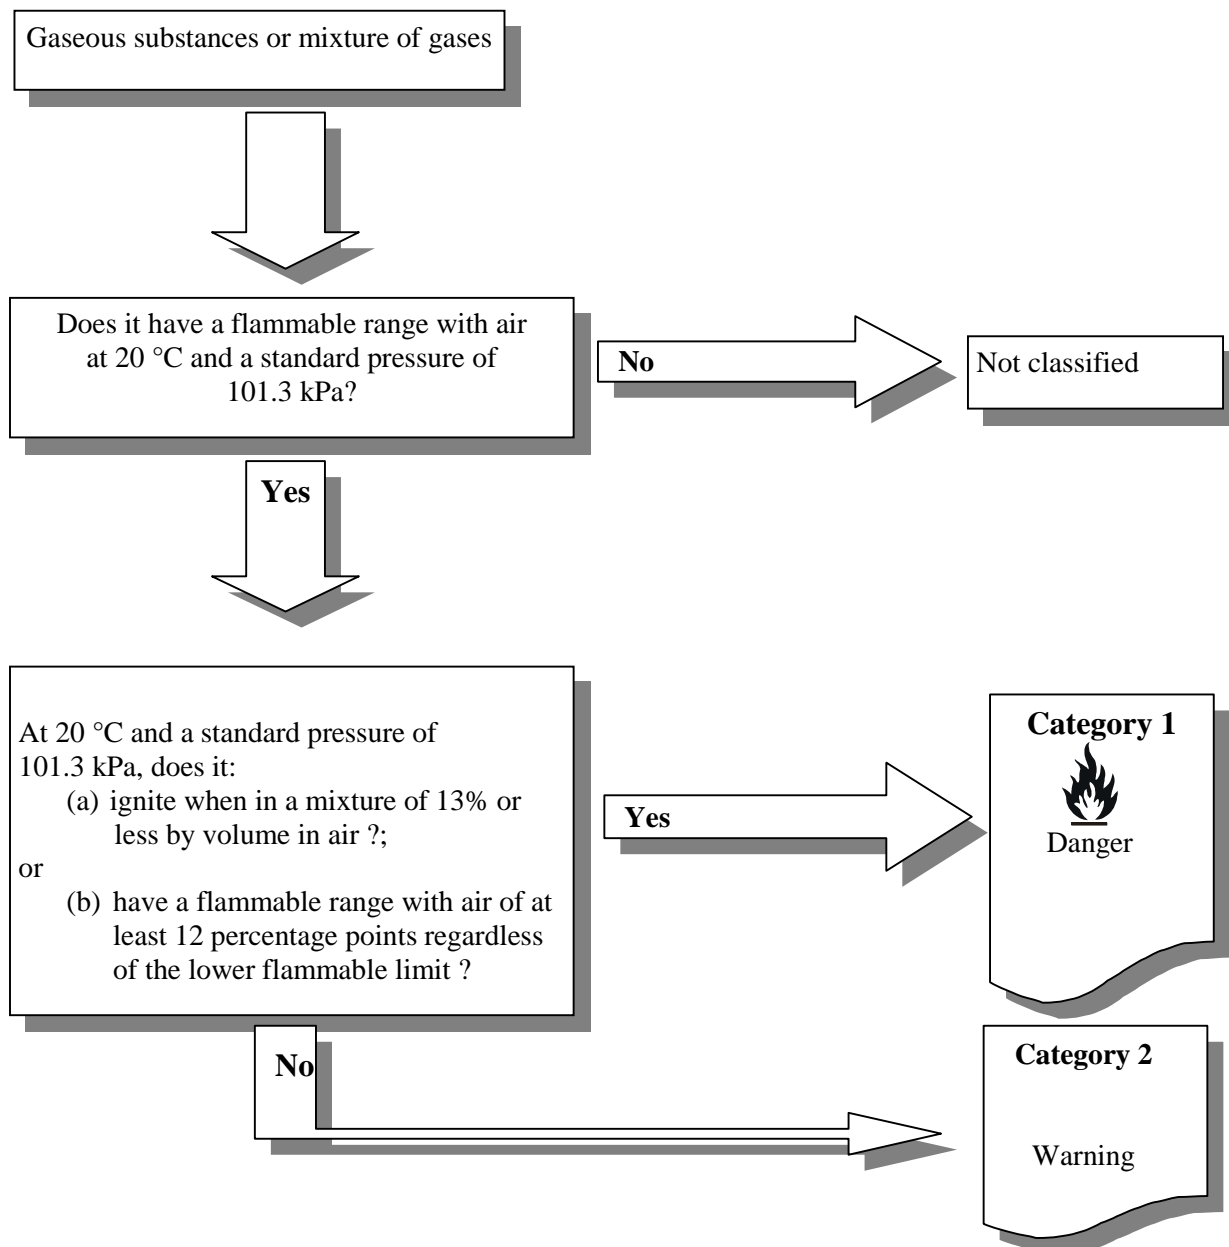 Gaseous substances or mixture of gases
Does it have a flammable range with air
at 20 °C and a standard pressure of
101.3 kPa?
No
Not classified
Yes
At 20 °C and a standard pressure of
101.3 kPa, does it:
(a) ignite when in a mixture of 13% or
less by volume in air ?;
or
(b) have a flammable range with air of at
least 12 percentage points regardless
of the lower flammable limit ?
Yes
Category 1
Danger
No
Category 2
Warning